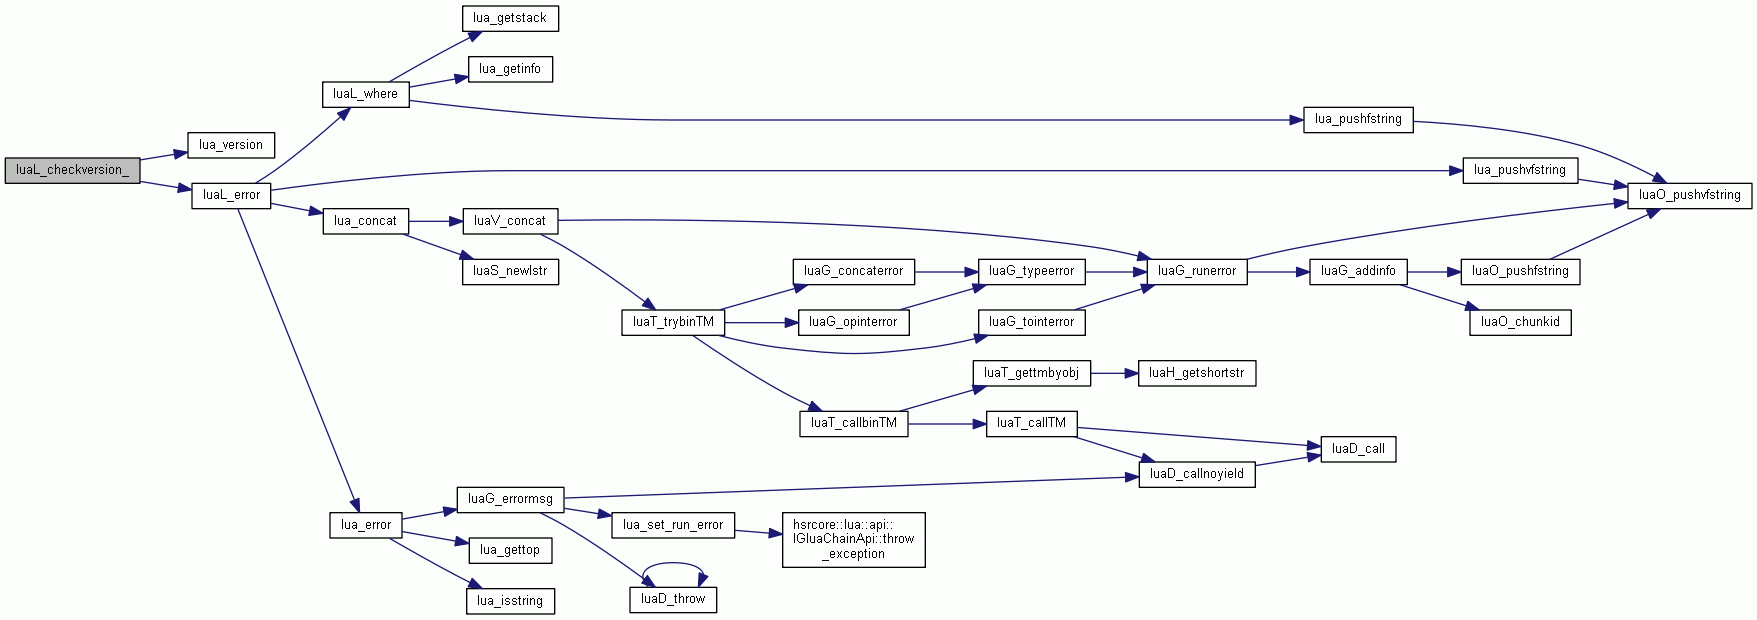 lua_getstack
lua_getinfo
luaL_where
lua_pushfstring
lua_version
luaL_checkversion_
lua_pushvfstring
luaL_error
luaO_pushvfstring
lua_concat
luaV_concat
luaS_newlstr
luaG_concaterror
luaG_typeerror
luaG_runerror
luaG_addinfo
luaO_pushfstring
luaT_trybinTM
luaG_opinterror
luaG_tointerror
luaO_chunkid
luaT_gettmbyobj
luaH_getshortstr
luaT_callbinTM
luaT_callTM
luaD_call
luaD_callnoyield
luaG_errormsg
lua_error
lua_set_run_error
hsrcore::lua::api::
IGluaChainApi::throw
_exception
lua_gettop
lua_isstring
luaD_throw